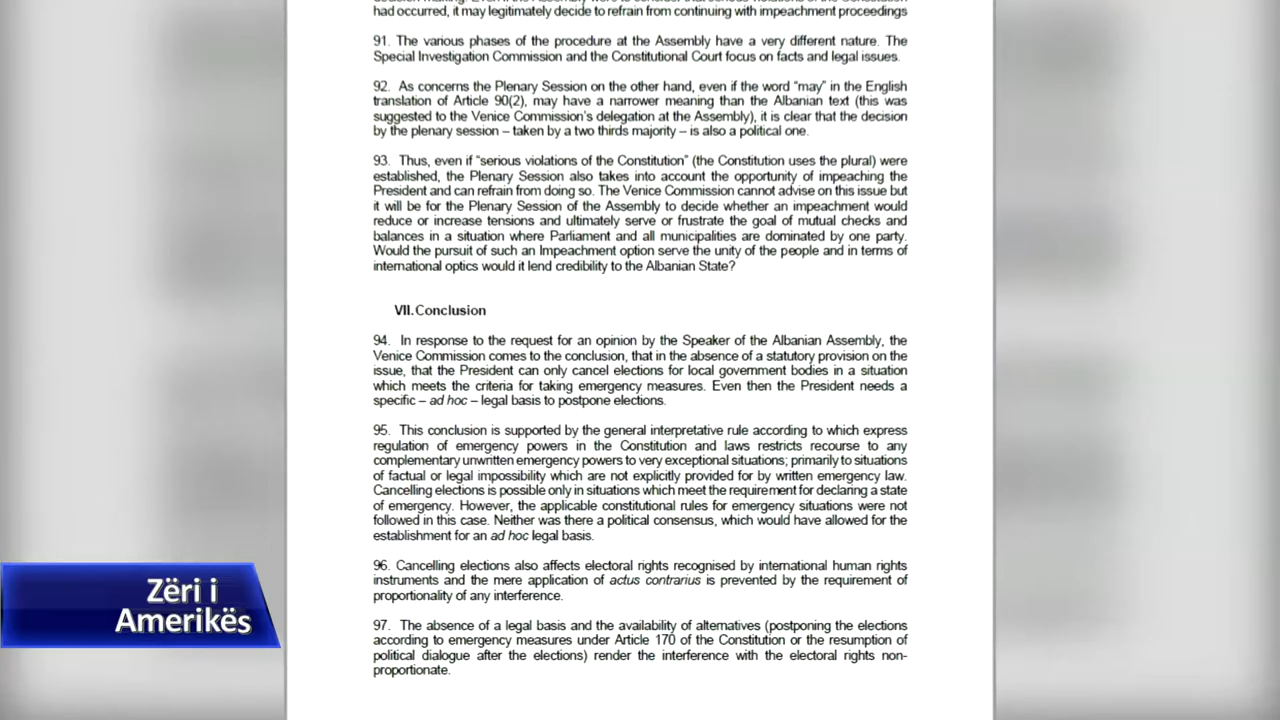 had occurred, it may legitimately decide to refrain from continuing with impeachment proceedings
91. The various phases of the procedure at the Assembly have a very different nature. The
Special Investigation Commission and the Constitutional Court focus on facts and legal issues.
92. As concerns the Plenary Session on the other hand, even if the word “may” in the English
translation of Article 90(2), may have a narrower meaning than the Albanian text (this was
suggested to the Venice Commission’s delegation at the Assembly), it is clear that the decision
by the plenary session – taken by a two thirds majority – is also a political one.
93. Thus, even if “serious violations of the Constitution” (the Constitution uses the plural) were
established, the Plenary Session also takes into account the opportunity of impeaching the
President and can refrain from doing so. The Venice Commission cannot advise on this issue but
it will be for the Plenary Session of the Assembly to decide whether an impeachment would
reduce or increase tensions and ultimately serve or frustrate the goal of mutual checks and
balances in a situation where Parliament and all municipalities are dominated by one party.
Would the pursuit of such an Impeachment option serve the unity of the people and in terms of
international optics would it lend credibility to the Albanian State?
VII. Conclusion
94. In response to the request for an opinion by the Speaker of the Albanian Assembly, the
Venice Commission comes to the conclusion, that in the absence of a statutory provision on the
issue, that the President can only cancel elections for local government bodies in a situation
which meets the criteria for taking emergency measures. Even then the President needs a
specific – ad hoc – legal basis to postpone elections.
95. This conclusion is supported by the general interpretative rule according to which express
regulation of emergency powers in the Constitution and laws restricts recourse to any
complementary unwritten emergency powers to very exceptional situations; primarily to situations
of factual or legal impossibility which are not explicitly provided for by written emergency law.
Cancelling elections is possible only in situations which meet the requirement for declaring a state
of emergency. However, the applicable constitutional rules for emergency situations were not
followed in this case. Neither was there a political consensus, which would have allowed for the
establishment for an ad hoc legal basis.
96. Cancelling elections also affects electoral rights recognised by international human rights
instruments and the mere application of actus contrarius is prevented by the requirement of
proportionality of any interference.
97. The absence of a legal basis and the availability of alternatives (postponing the elections
according to emergency measures under Article 170 of the Constitution or the resumption of
political dialogue after the elections) render the interference with the electoral rights non-
proportionate.
Zëri i
Amerikës